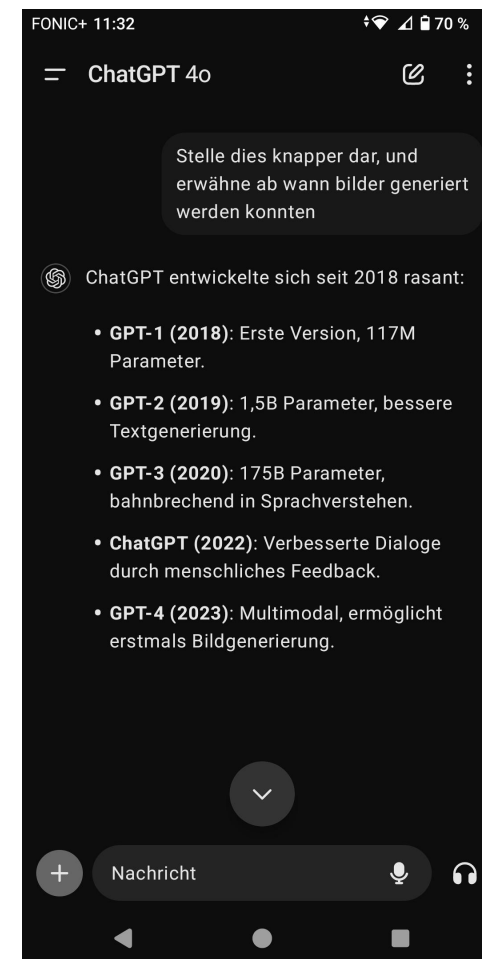 FONIC+ 11:32 70 %
ChatGPT 4o
Stelle dies knapper dar, und
erwähne ab wann bilder generiert
werden konnten
ChatGPT entwickelte sich seit 2018 rasant:
• GPT-1 (2018): Erste Version, 117M
Parameter.
• GPT-2 (2019): 1,5B Parameter, bessere
Textgenerierung.
• GPT-3 (2020): 175B Parameter,
bahnbrechend in Sprachverstehen.
• ChatGPT (2022): Verbesserte Dialoge
durch menschliches Feedback.
• GPT-4 (2023): Multimodal, ermöglicht
erstmals Bildgenerierung.
Nachricht